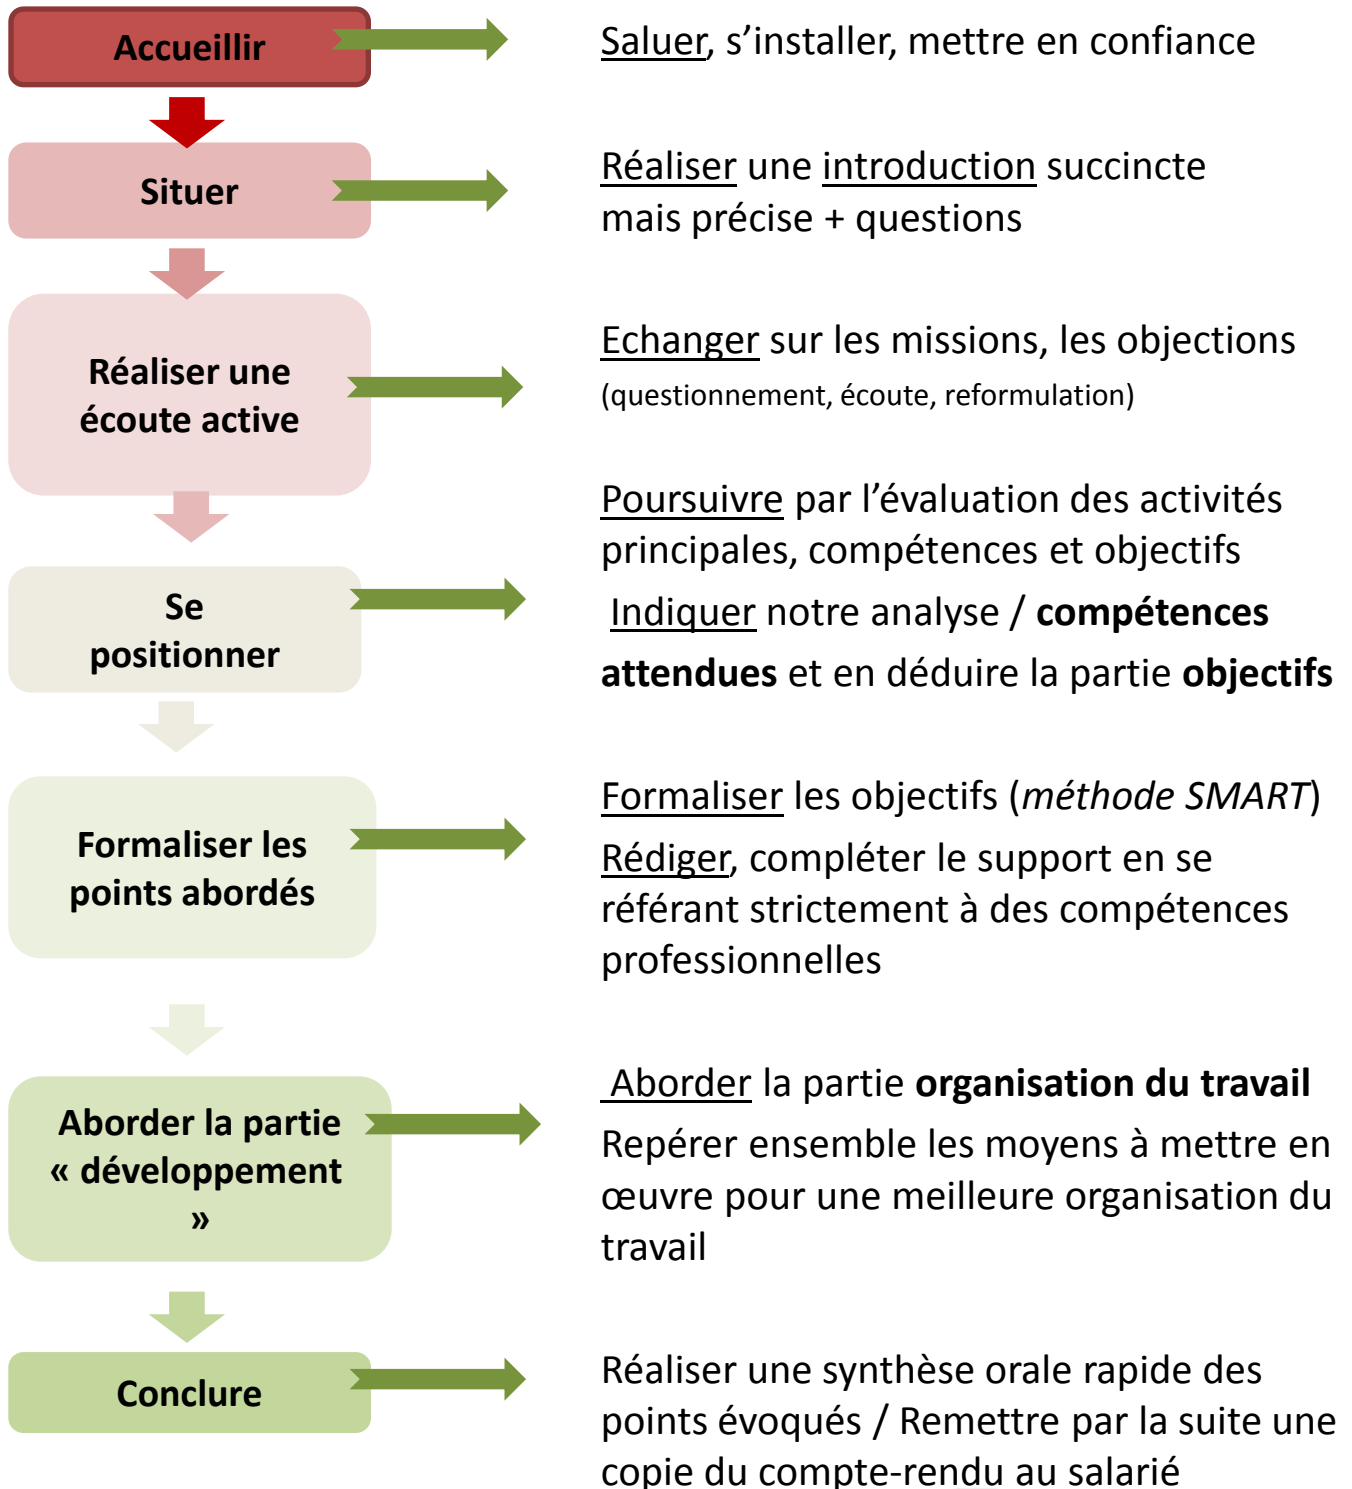 Accueillir
Saluer, s’installer, mettre en confiance
Situer
Réaliser une introduction succincte
mais précise + questions
Réaliser une
écoute active
Echanger sur les missions, les objections
(questionnement, écoute, reformulation)
Se
positionner
Poursuivre par l’évaluation des activités
principales, compétences et objectifs
Indiquer notre analyse / compétences
attendues et en déduire la partie objectifs
Formaliser les
points abordés
Formaliser les objectifs (méthode SMART)
Rédiger, compléter le support en se
référant strictement à des compétences
professionnelles
Aborder la partie
« développement
»
Aborder la partie organisation du travail
Repérer ensemble les moyens à mettre en
œuvre pour une meilleure organisation du
travail
Conclure
Réaliser une synthèse orale rapide des
points évoqués / Remettre par la suite une
copie du compte-rendu au salarié